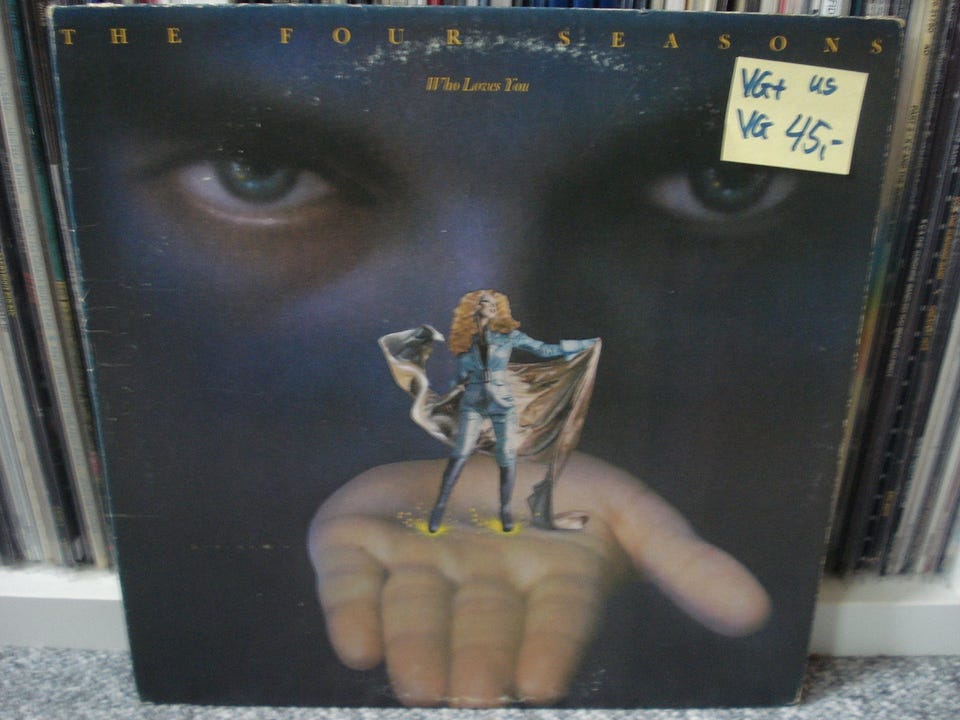 THE FOUR SEASONS
Who Loves You
VG+ us
VG 45,-